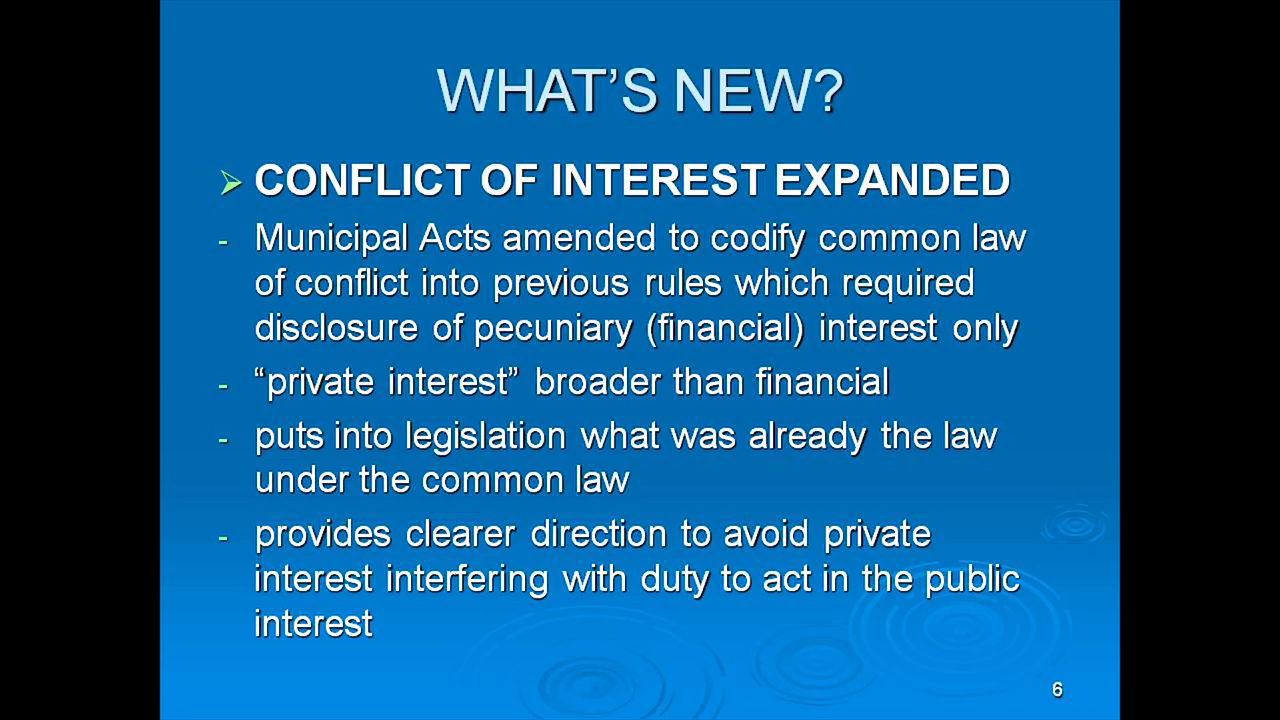 WHAT’S NEW?
➢ CONFLICT OF INTEREST EXPANDED
- Municipal Acts amended to codify common law
of conflict into previous rules which required
disclosure of pecuniary (financial) interest only
- “private interest” broader than financial
- puts into legislation what was already the law
under the common law
- provides clearer direction to avoid private
interest interfering with duty to act in the public
interest
6